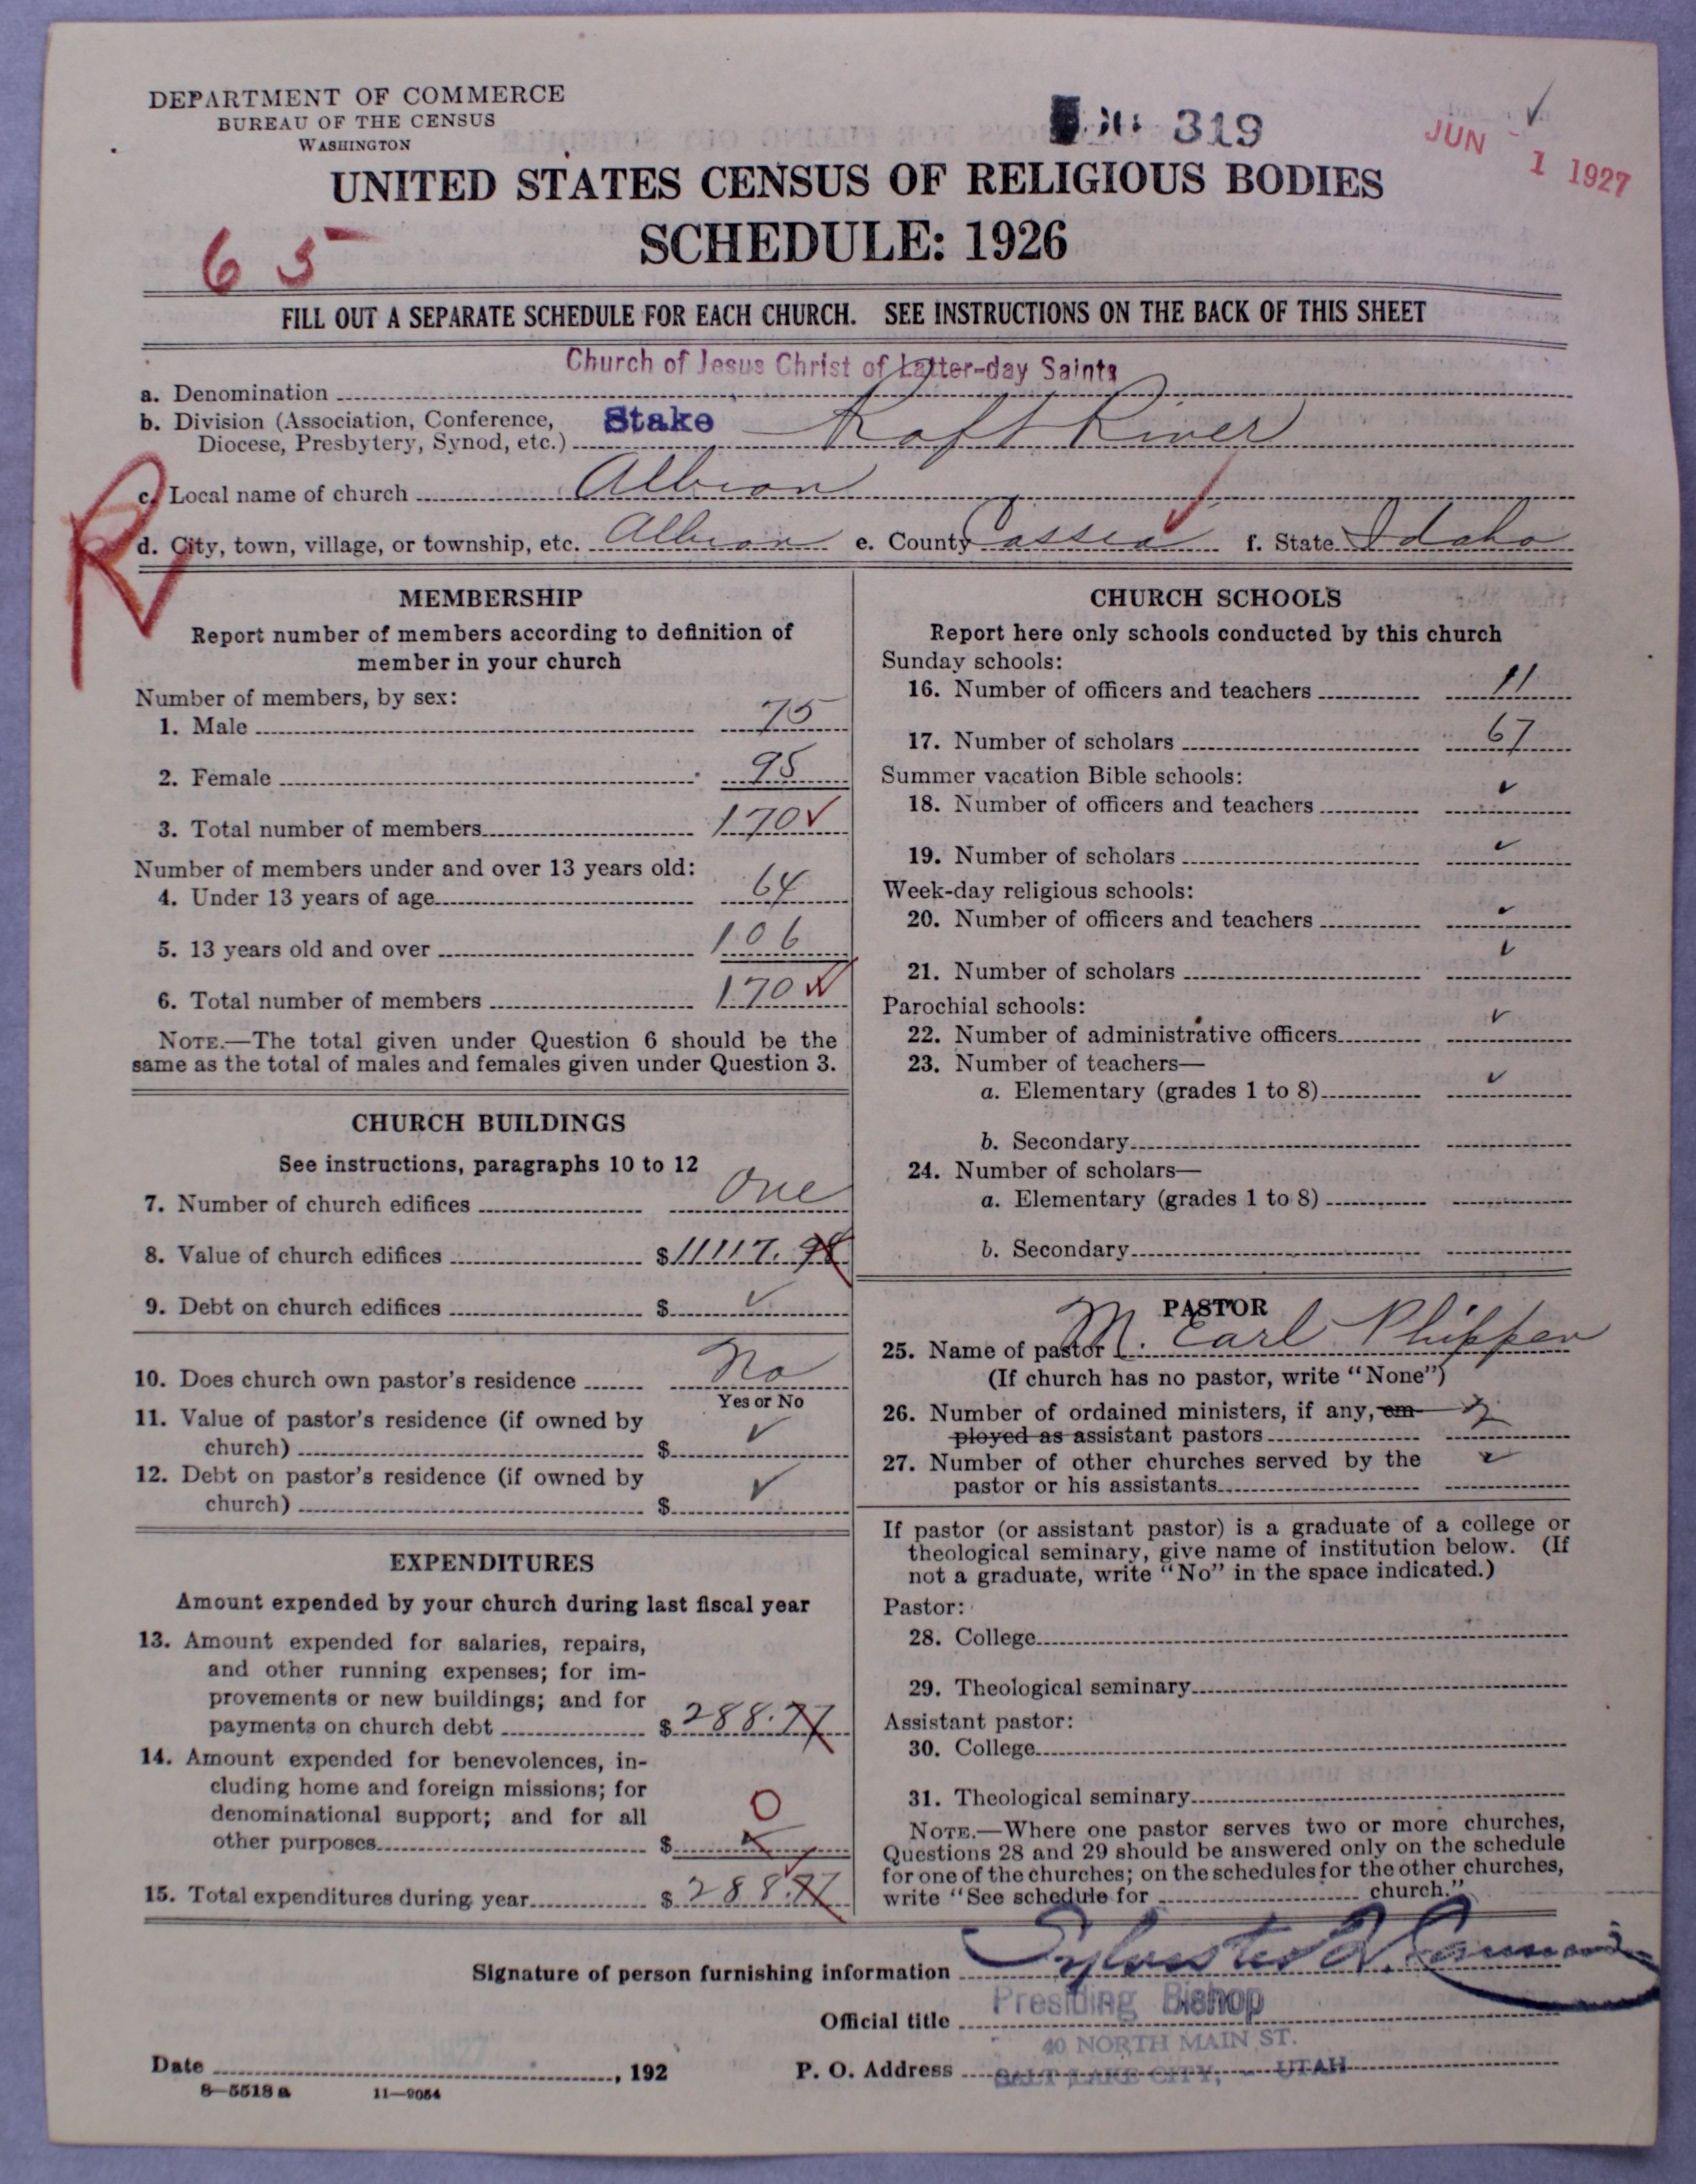 DEPARTMENT OF COMMERCE
BUREAU OF THE CENSUS
WASHINGTON
319
JUN - 1 1927
UNITED STATES CENSUS OF RELIGIOUS BODIES
SCHEDULE: 1926
65
FILL OUT A SEPARATE SCHEDULE FOR EACH CHURCH. SEE INSTRUCTIONS ON THE BACK OF THIS SHEET
Church of Jesus Christ of Latter-day Saints
a. Denomination
b. Division (Association, Conference, Diocese, Presbytery, Synod, etc.) Stake Raft River
R
c. Local name of church Albion
d. City, town, village, or township, etc. Albion e. County Cassia f. State Idaho
MEMBERSHIP
Report number of members according to definition of
member in your church
Number of members, by sex:
1. Male 75
2. Female 95
3. Total number of members 170 ✓
Number of members under and over 13 years old:
4. Under 13 years of age 64
5. 13 years old and over 106
6. Total number of members 170 ✓
NOTE.—The total given under Question 6 should be the
same as the total of males and females given under Question 3.
CHURCH BUILDINGS
See instructions, paragraphs 10 to 12
7. Number of church edifices One
8. Value of church edifices $11117.98
9. Debt on church edifices $ ✓
10. Does church own pastor's residence No
Yes or No
11. Value of pastor's residence (if owned by
church) $ ✓
12. Debt on pastor's residence (if owned by
church) $ ✓
EXPENDITURES
Amount expended by your church during last fiscal year
13. Amount expended for salaries, repairs,
and other running expenses; for im-
provements or new buildings; and for
payments on church debt $288.77
14. Amount expended for benevolences, in-
cluding home and foreign missions; for
denominational support; and for all
other purposes $ 0
15. Total expenditures during year $288.77
CHURCH SCHOOLS
Report here only schools conducted by this church
Sunday schools:
16. Number of officers and teachers 11
17. Number of scholars 67
Summer vacation Bible schools:
18. Number of officers and teachers ✓
19. Number of scholars ✓
Week-day religious schools:
20. Number of officers and teachers ✓
21. Number of scholars ✓
Parochial schools:
22. Number of administrative officers ✓
23. Number of teachers—
a. Elementary (grades 1 to 8) ✓
b. Secondary
24. Number of scholars—
a. Elementary (grades 1 to 8)
b. Secondary
PASTOR
25. Name of pastor M. Earl Phippen
(If church has no pastor, write "None")
26. Number of ordained ministers, if any, em-
ployed as assistant pastors 2
27. Number of other churches served by the
pastor or his assistants ✓
If pastor (or assistant pastor) is a graduate of a college or
theological seminary, give name of institution below. (If
not a graduate, write "No" in the space indicated.)
Pastor:
28. College
29. Theological seminary
Assistant pastor:
30. College
31. Theological seminary
NOTE.—Where one pastor serves two or more churches,
Questions 28 and 29 should be answered only on the schedule
for one of the churches; on the schedules for the other churches,
write "See schedule for church."
Signature of person furnishing information Sylvester Q. Cannon
Official title Presiding Bishop
40 NORTH MAIN ST.
Date , 192 P. O. Address SALT LAKE CITY, - UTAH
8-5518 a 11-9054